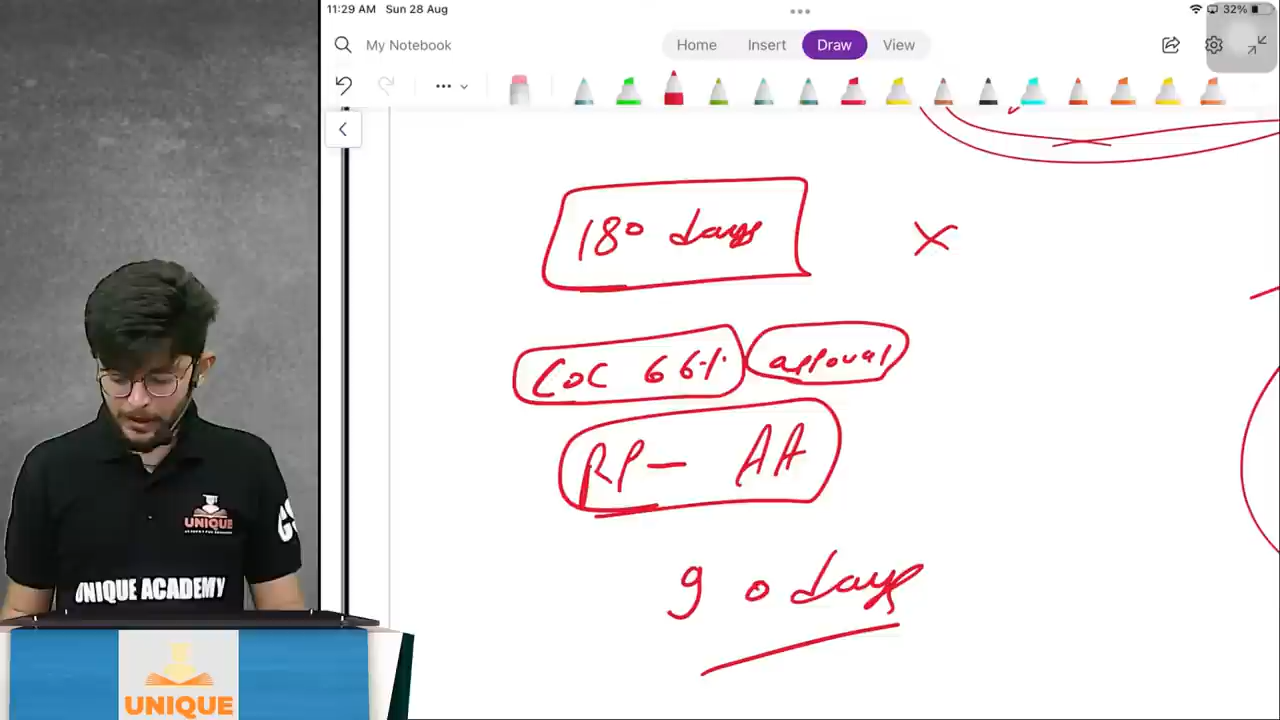 11:29 AM Sun 28 Aug
32%
My Notebook
Home Insert Draw View
180 days X
COC 66%
approval
RP - AA
90 days
UNIQUE
UNIQUE ACADEMY
CS
UNIQUE